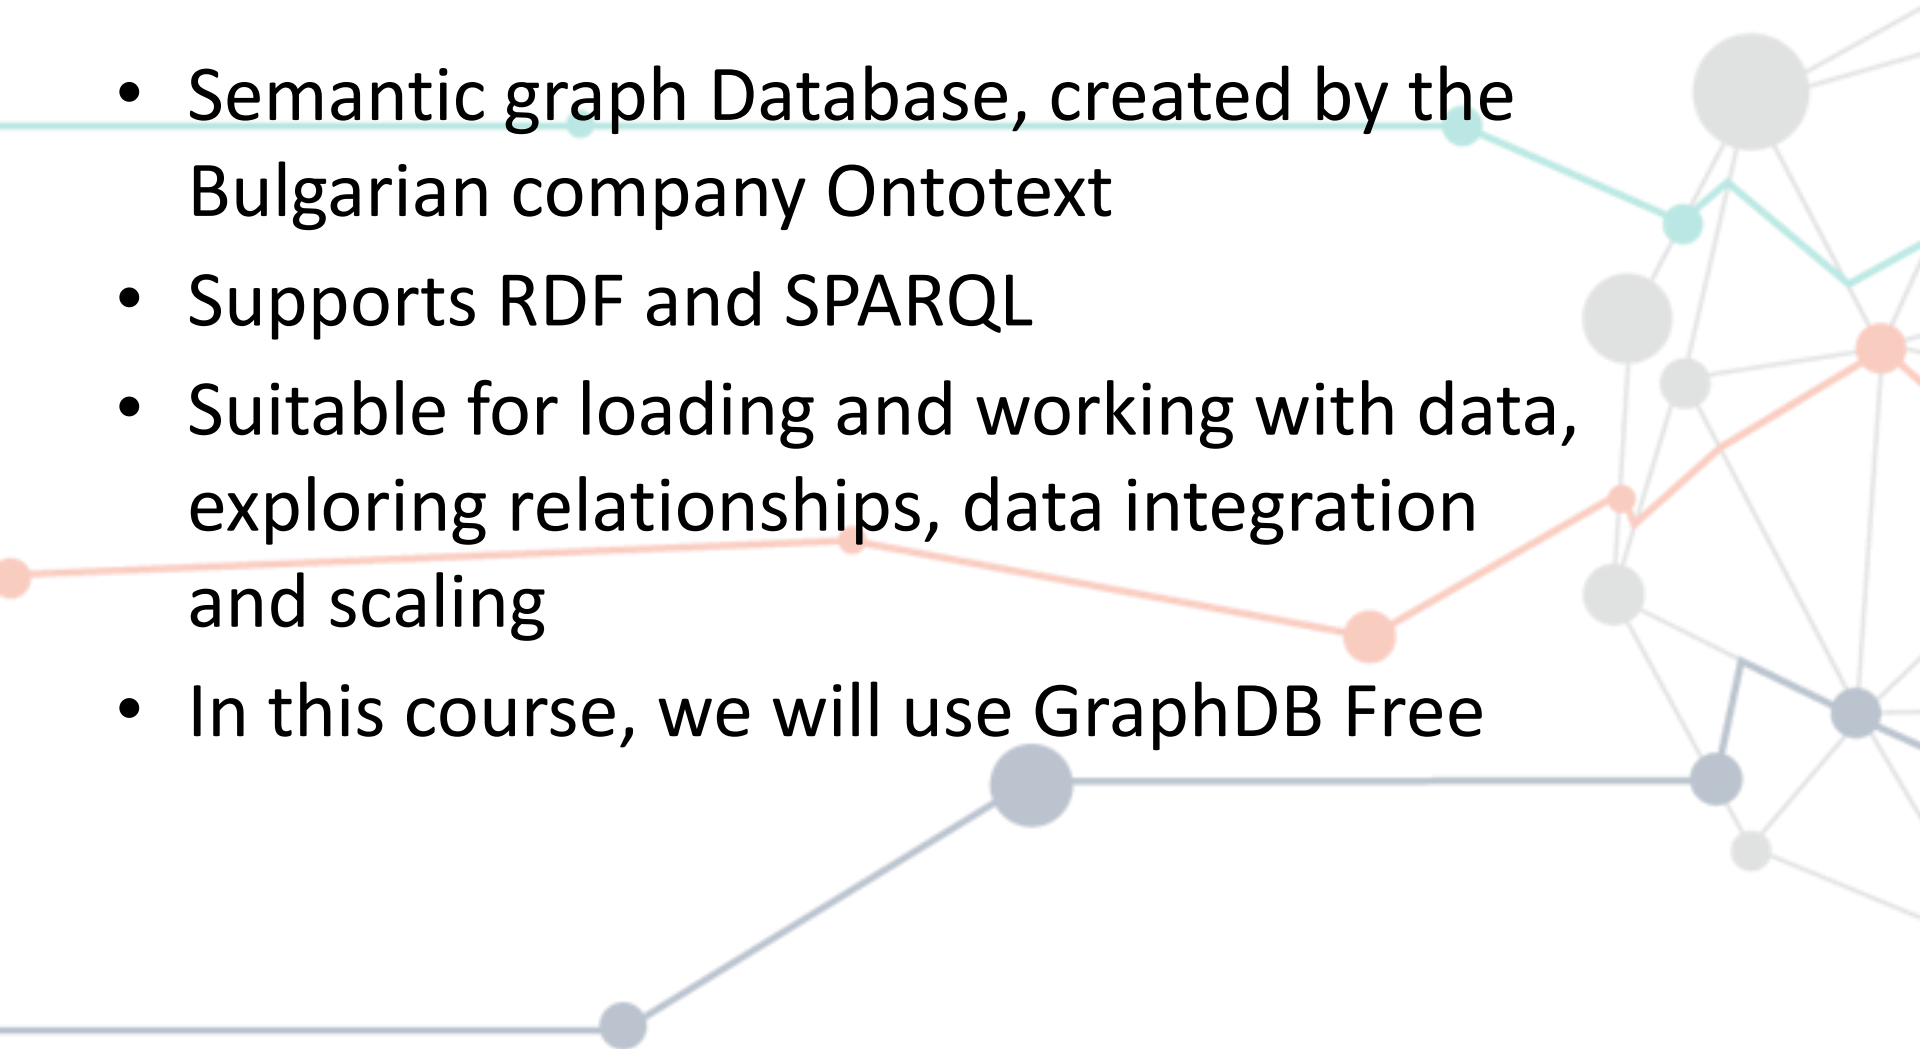 • Semantic graph Database, created by the
Bulgarian company Ontotext
• Supports RDF and SPARQL
• Suitable for loading and working with data,
exploring relationships, data integration
and scaling
• In this course, we will use GraphDB Free